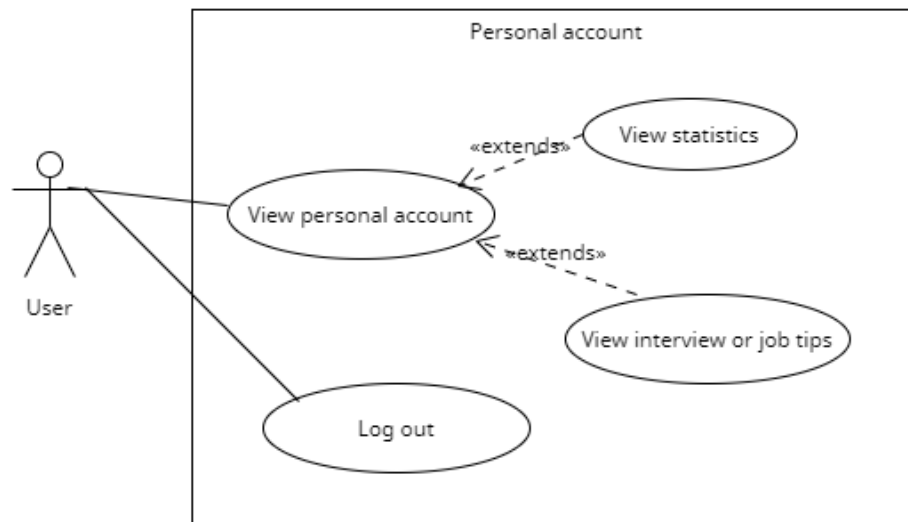 Personal account
View statistics
«extends»
View personal account
«extends»
User
View interview or job tips
Log out